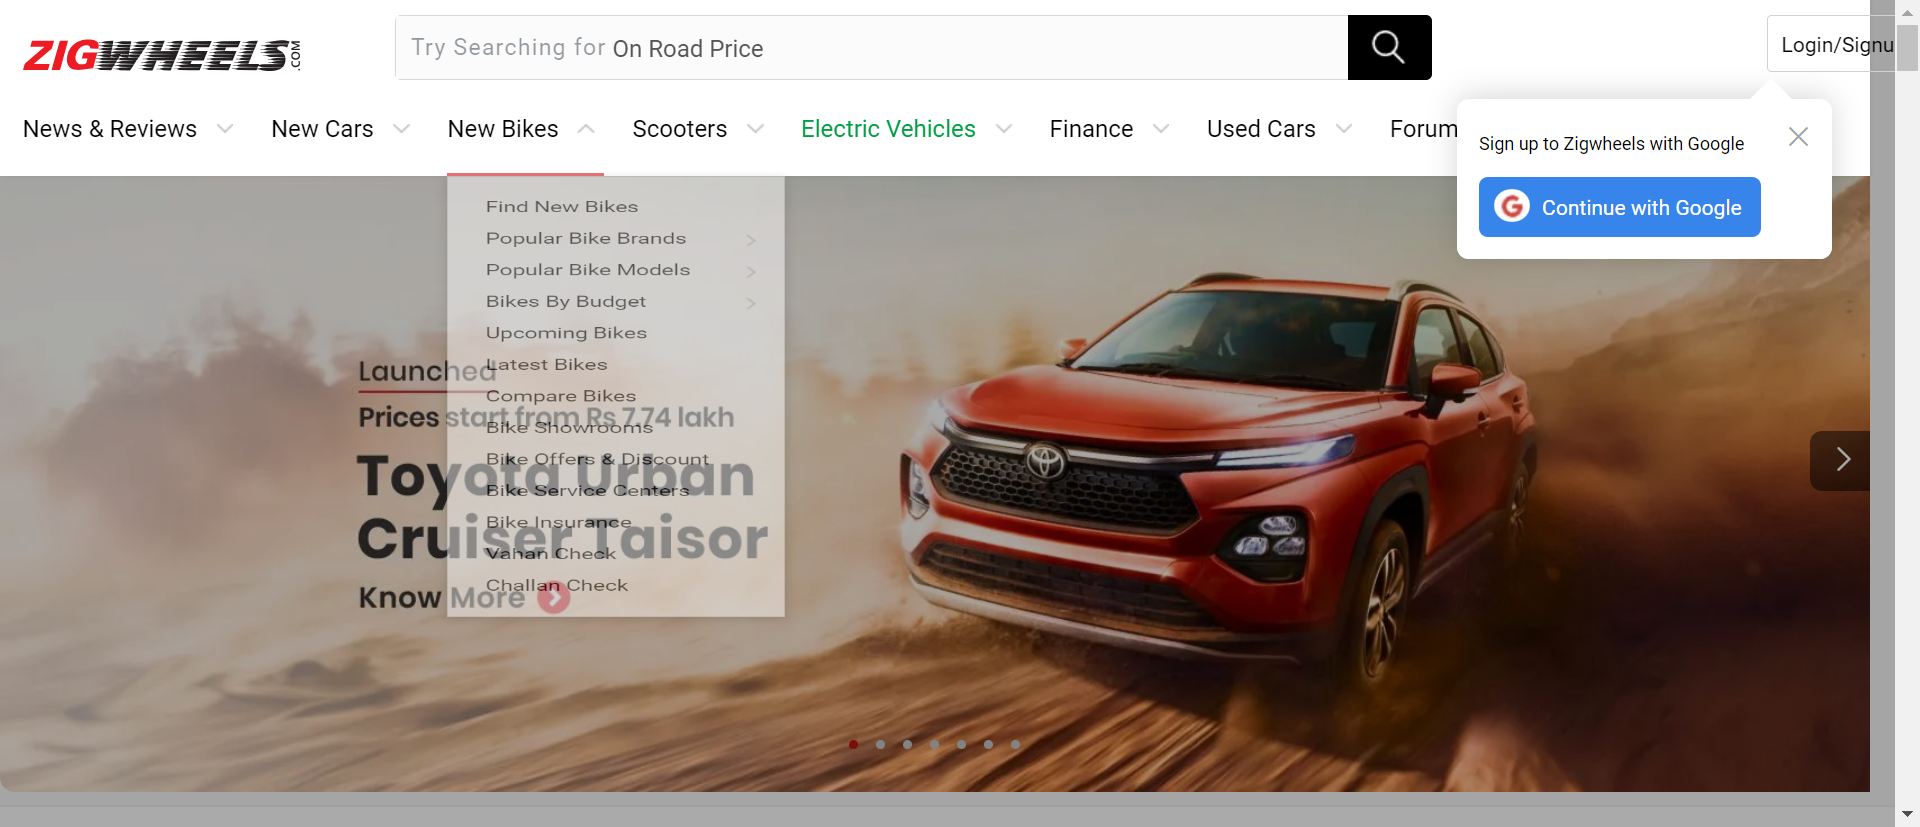 ZIGWHEELS.COM
Try Searching for On Road Price
Login/Signu
News & Reviews
New Cars
New Bikes
Scooters
Electric Vehicles
Finance
Used Cars
Forum
Sign up to Zigwheels with Google
G Continue with Google
Find New Bikes
Popular Bike Brands
Popular Bike Models
Bikes By Budget
Upcoming Bikes
Latest Bikes
Compare Bikes
Bike Showrooms
Bike Offers & Discount
Bike Service Centers
Bike Insurance
Vahan Check
Challan Check
Launched
Prices start from Rs 7.74 lakh
Toyota Urban
Cruiser Taisor
Know More